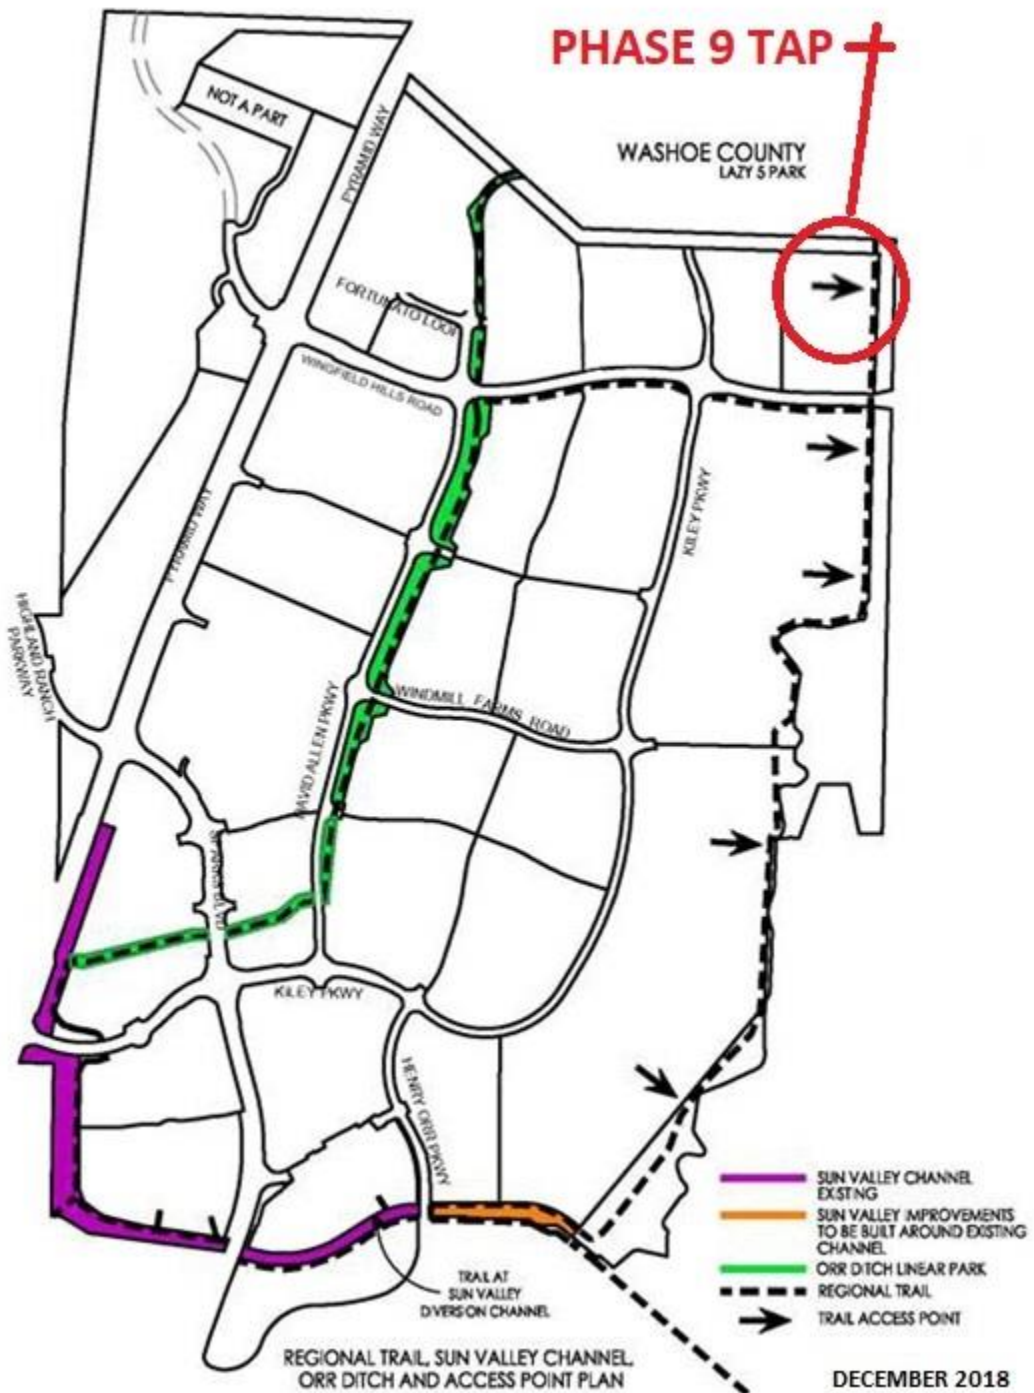 PHASE 9 TAP
WASHOE COUNTY
LAZY 5 PARK
NOT A PART
PYRAMID WAY
FORTUNATO LOOP
WINGFIELD HILLS ROAD
PYRAMID WAY
KILEY PKWY
HIGHLAND RANCH
PARKWAY
WINDMILL FARMS ROAD
DAVID ALLEN PKWY
SPARKS BLVD
KILEY PKWY
HENRY ORR PKWY
SUN VALLEY CHANNEL
EXISTING
SUN VALLEY IMPROVEMENTS
TO BE BUILT AROUND EXISTING
CHANNEL
ORR DITCH LINEAR PARK
REGIONAL TRAIL
TRAIL ACCESS POINT
TRAIL AT
SUN VALLEY
DIVERSION CHANNEL
REGIONAL TRAIL, SUN VALLEY CHANNEL,
ORR DITCH AND ACCESS POINT PLAN
DECEMBER 2018